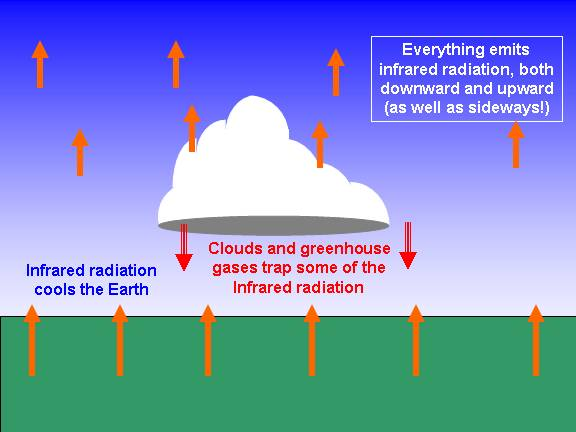 Everything emits
infrared radiation, both
downward and upward
(as well as sideways!)
Clouds and greenhouse
gases trap some of the
Infrared radiation
Infrared radiation
cools the Earth